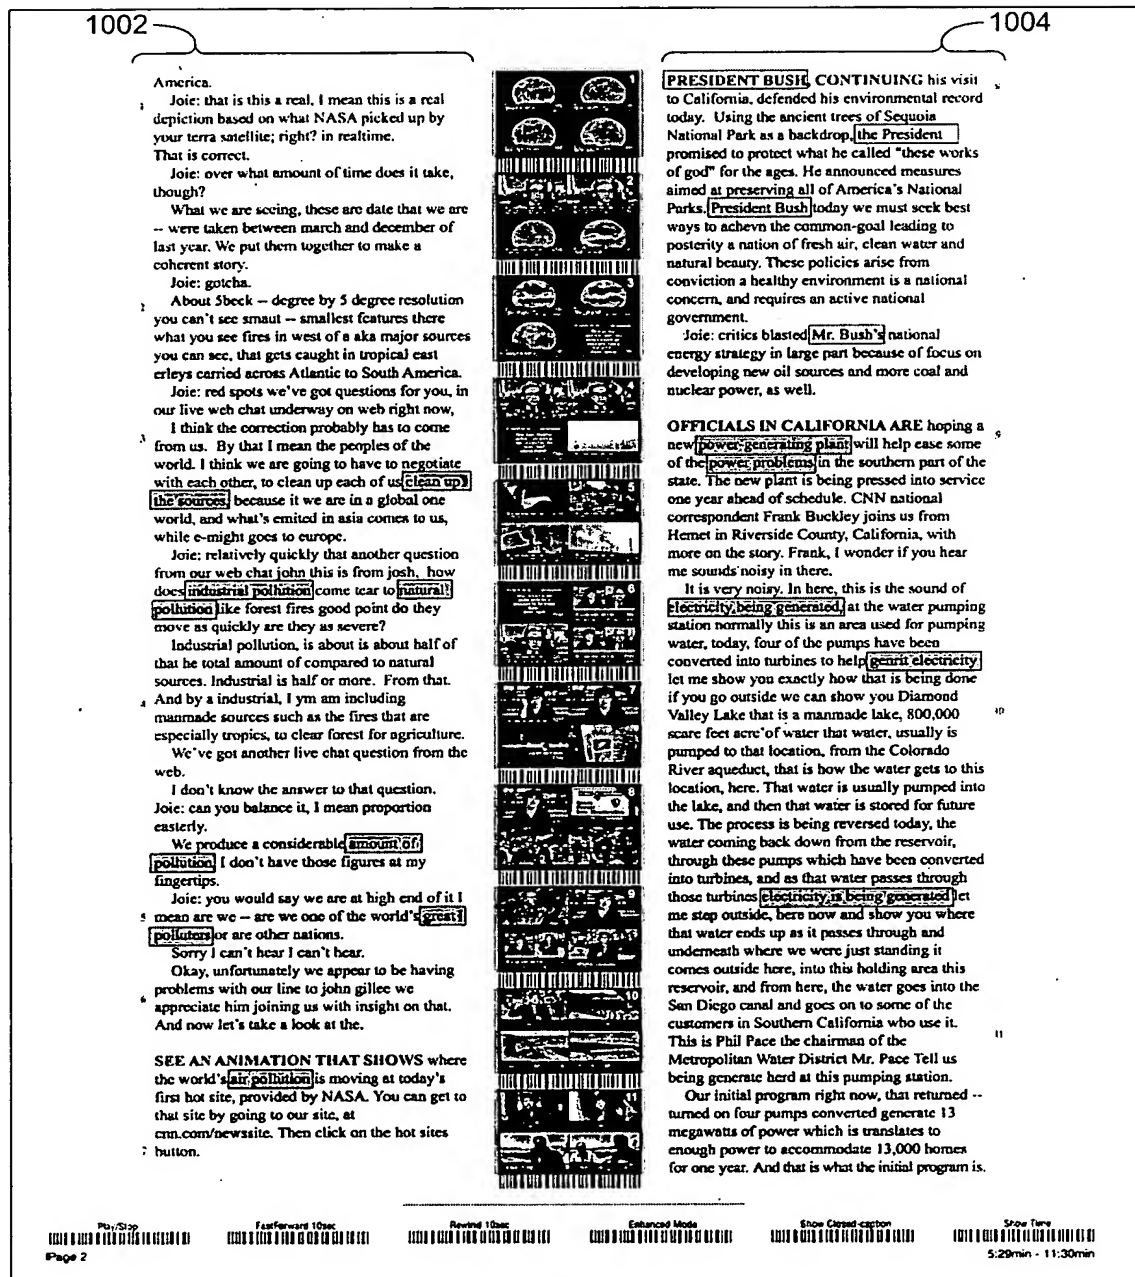 1002
1004
America.
1 Joie: that is this a real, I mean this is a real
depiction based on what NASA picked up by
your terra satellite; right? in realtime.
That is correct.
Joie: over what amount of time does it take,
though?
What we are seeing, these are date that we are
-- were taken between march and december of
last year. We put them together to make a
coherent story.
Joie: gotcha.
2 About 5beck -- degree by 5 degree resolution
you can't see smaut -- smallest features there
what you see fires in west of a aka major sources
you can see, that gets caught in tropical east
erleys carried across Atlantic to South America.
Joie: red spots we've got questions for you, in
our live web chat underway on web right now,
I think the correction probably has to come
3 from us. By that I mean the peoples of the
world. I think we are going to have to negotiate
with each other, to clean up each of us clean up
the sources, because it we are in a global one
world, and what's emited in asia comes to us,
while e-might goes to europe.
Joie: relatively quickly that another question
from our web chat john this is from josh, how
does industrial pollution come tear to natural
pollution like forest fires good point do they
move as quickly are they as severe?
Industrial pollution, is about is about half of
that he total amount of compared to natural
sources. Industrial is half or more. From that.
4 And by a industrial, I ym am including
manmade sources such as the fires that are
especially tropics, to clear forest for agriculture.
We've got another live chat question from the
web.
I don't know the answer to that question.
Joie: can you balance it, I mean proportion
easterly.
We produce a considerable amount of
pollution I don't have those figures at my
fingertips.
Joie: you would say we are at high end of it I
5 mean are we -- are we one of the world's great
polluters or are other nations.
Sorry I can't hear I can't hear.
Okay, unfortunately we appear to be having
problems with our line to john gillee we
6 appreciate him joining us with insight on that.
And now let's take a look at the.
SEE AN ANIMATION THAT SHOWS where
the world's air pollution is moving at today's
first hot site, provided by NASA. You can get to
that site by going to our site, at
cnn.com/newssite. Then click on the hot sites
7 button.
1
2
3
4
5
6
7
8
9
10
11
PRESIDENT BUSH, CONTINUING his visit
to California, defended his environmental record
today. Using the ancient trees of Sequoia
National Park as a backdrop, the President
promised to protect what he called "these works
of god" for the ages. He announced measures
aimed at preserving all of America's National
Parks. President Bush today we must seek best
ways to achevn the common-goal leading to
posterity a nation of fresh air, clean water and
natural beauty. These policies arise from
conviction a healthy environment is a national
concern, and requires an active national
government.
Joie: critics blasted Mr. Bush's national
energy strategy in large part because of focus on
developing new oil sources and more coal and
nuclear power, as well.
OFFICIALS IN CALIFORNIA ARE hoping a
new power-generating plant will help ease some 9
of the power problems in the southern part of the
state. The new plant is being pressed into service
one year ahead of schedule. CNN national
correspondent Frank Buckley joins us from
Hemet in Riverside County, California, with
more on the story. Frank, I wonder if you hear
me sounds noisy in there.
It is very noisy. In here, this is the sound of
electricity being generated, at the water pumping
station normally this is an area used for pumping
water, today, four of the pumps have been
converted into turbines to help genrit electricity
let me show you exactly how that is being done
if you go outside we can show you Diamond
Valley Lake that is a manmade lake, 800,000 10
scare feet acre of water that water, usually is
pumped to that location, from the Colorado
River aqueduct, that is how the water gets to this
location, here. That water is usually pumped into
the lake, and then that water is stored for future
use. The process is being reversed today, the
water coming back down from the reservoir,
through these pumps which have been converted
into turbines, and as that water passes through
those turbines electricity is being generated let
me step outside, here now and show you where
that water ends up as it passes through and
underneath where we were just standing it
comes outside here, into this holding area this
reservoir, and from here, the water goes into the
San Diego canal and goes on to some of the
customers in Southern California who use it.
This is Phil Pace the chairman of the 11
Metropolitan Water District Mr. Pace Tell us
being generate herd at this pumping station.
Our initial program right now, that returned --
turned on four pumps converted generate 13
megawatts of power which is translates to
enough power to accommodate 13,000 homes
for one year. And that is what the initial program is.
Play/Stop
FastForward 10sec
Rewind 10sec
Enhanced Mode
Show Closed-caption
Show Time
Page 2
5:29min - 11:30min